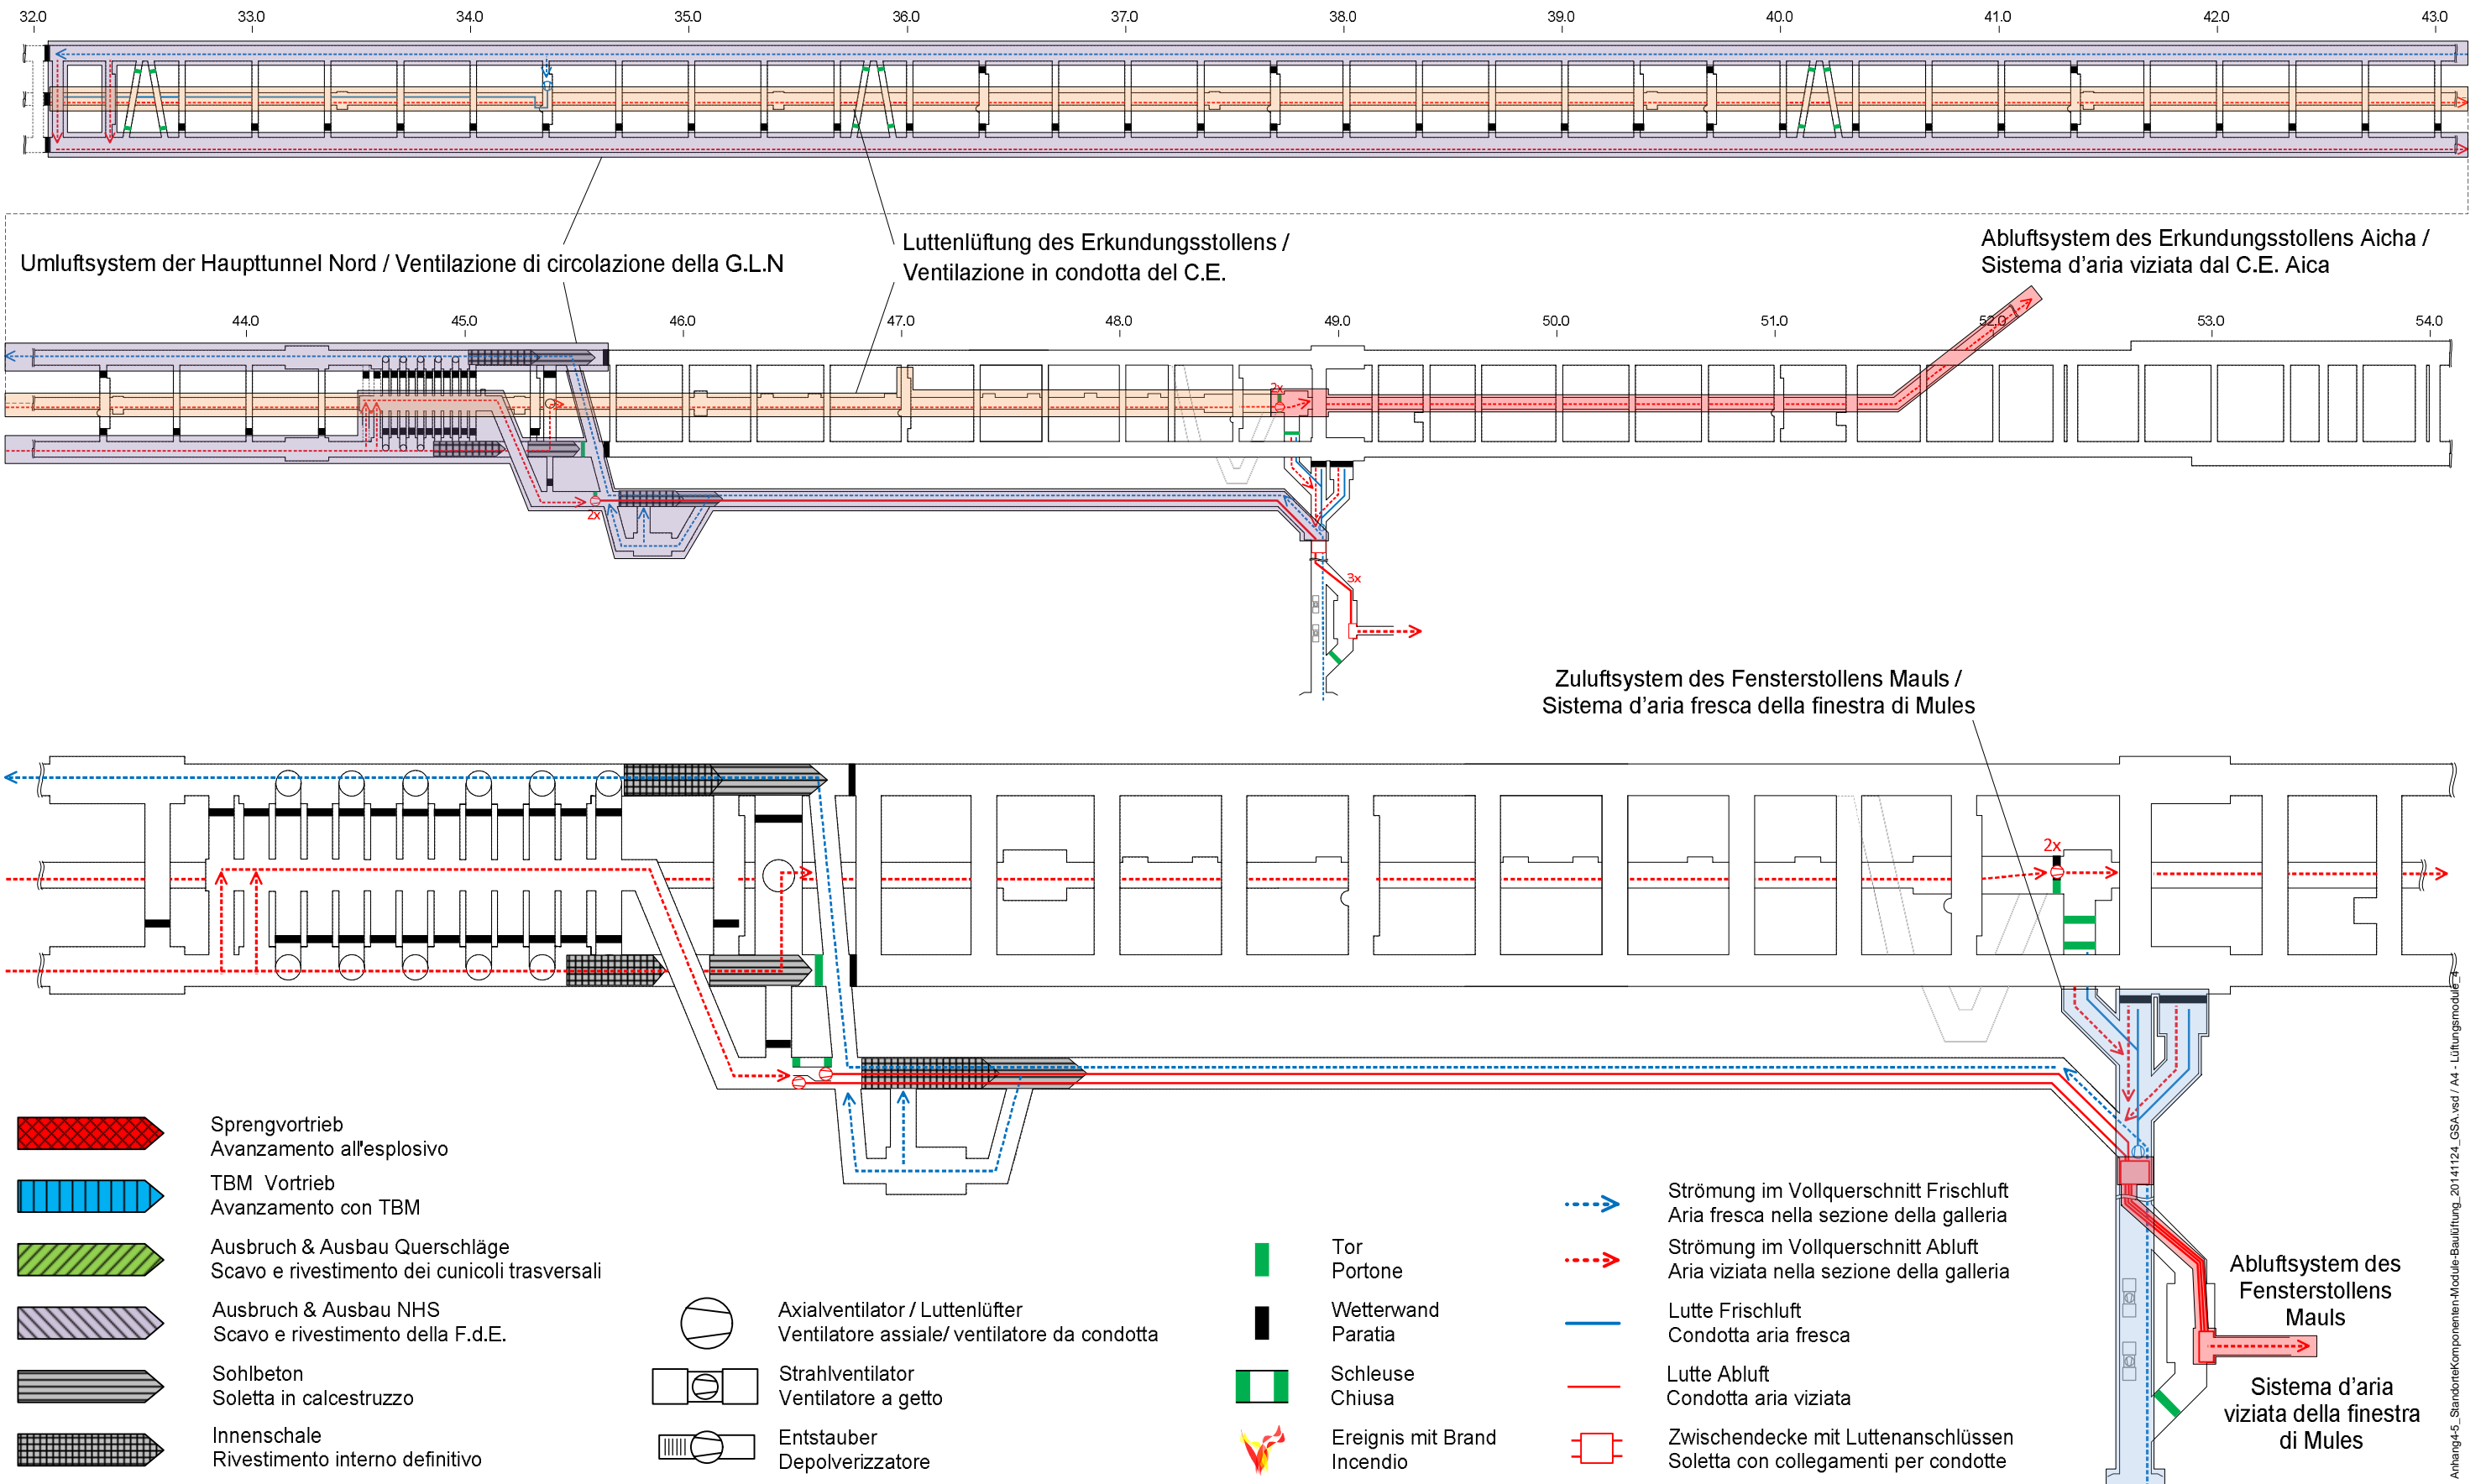 32.0 33.0 34.0 35.0 36.0 37.0 38.0 39.0 40.0 41.0 42.0 43.0
Umluftsystem der Haupttunnel Nord / Ventilazione di circolazione della G.L.N
Luttenlüftung des Erkundungsstollens /
Ventilazione in condotta del C.E.
Abluftsystem des Erkundungsstollens Aicha /
Sistema d'aria viziata dal C.E. Aica
44.0 45.0 46.0 47.0 48.0 49.0 50.0 51.0 52.0 53.0 54.0
2x
2x
3x
Zuluftsystem des Fensterstollens Mauls /
Sistema d'aria fresca della finestra di Mules
2x
Sprengvortrieb
Avanzamento all'esplosivo
TBM Vortrieb
Avanzamento con TBM
Ausbruch & Ausbau Querschläge
Scavo e rivestimento dei cunicoli trasversali
Ausbruch & Ausbau NHS
Scavo e rivestimento della F.d.E.
Sohlbeton
Soletta in calcestruzzo
Innenschale
Rivestimento interno definitivo
Axialventilator / Luttenlüfter
Ventilatore assiale/ ventilatore da condotta
Strahlventilator
Ventilatore a getto
Entstauber
Depolverizzatore
Tor
Portone
Wetterwand
Paratia
Schleuse
Chiusa
Ereignis mit Brand
Incendio
Strömung im Vollquerschnitt Frischluft
Aria fresca nella sezione della galleria
Strömung im Vollquerschnitt Abluft
Aria viziata nella sezione della galleria
Lutte Frischluft
Condotta aria fresca
Lutte Abluft
Condotta aria viziata
Zwischendecke mit Luttenanschlüssen
Soletta con collegamenti per condotte
Abluftsystem des
Fensterstollens
Mauls
Sistema d'aria
viziata della finestra
di Mules
Anhang4-5_StandorteKomponenten-Module-Baulüftung_20141124_GSA.vsd / A4 - Lüftungsmodule_4